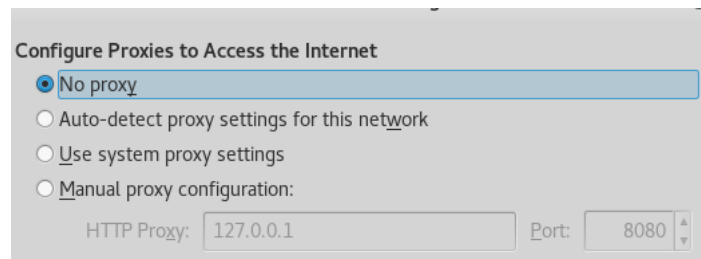 Configure Proxies to Access the Internet
No proxy
Auto-detect proxy settings for this network
Use system proxy settings
Manual proxy configuration:
HTTP Proxy: 127.0.0.1 Port: 8080